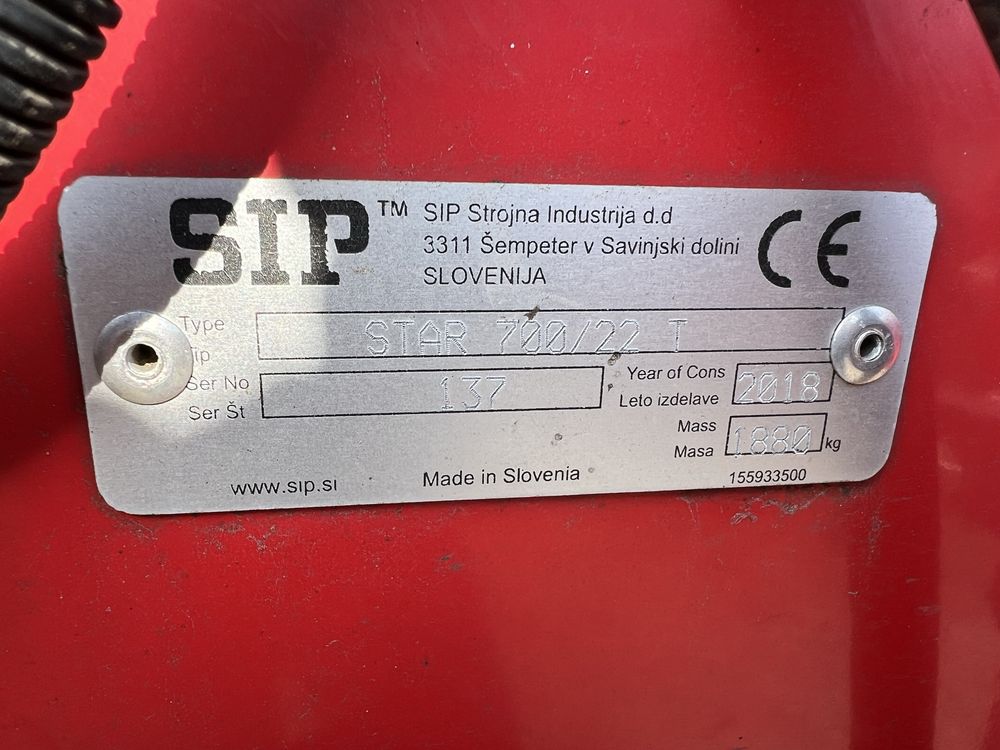 SIP™
SIP Strojna Industrija d.d
3311 Šempeter v Savinjski dolini
SLOVENIJA
CE
Type
STAR 700/22 T
Ser No
Ser Št
137
Year of Cons
Leto izdelave
2018
Mass
Masa
1880 kg
www.sip.si
Made in Slovenia
155933500